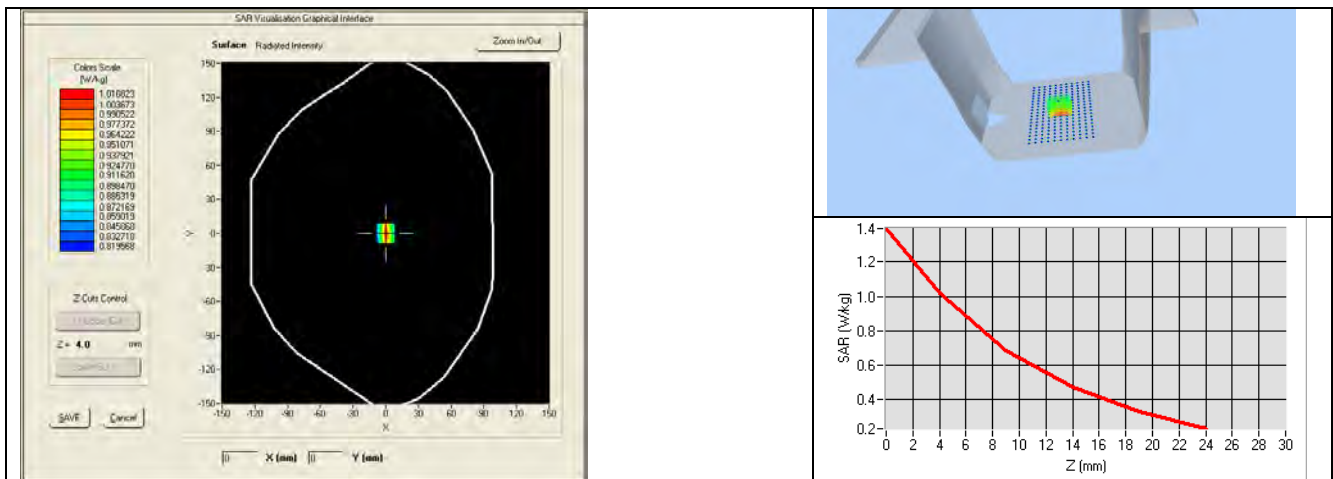 SAR Visualisation Graphical Interface
Surface Radiated Intensity
Zoom In/Out
Colors Scale
(W/kg)
1.016823
1.003673
0.990522
0.977372
0.964222
0.951071
0.937921
0.924770
0.911620
0.898470
0.885319
0.872169
0.859019
0.845868
0.832718
0.819568
Z Cuts Control
Z = 4.0 mm
SAVE
Cancel
150
120
90
60
30
0
-30
-60
-90
-120
-150
Y
-150 -120 -90 -60 -30 0 30 60 90 120 150
X
0 X (mm) 0 Y (mm)
1.4
1.2
1.0
0.8
0.6
0.4
0.2
SAR (W/kg)
0 2 4 6 8 10 12 14 16 18 20 22 24 26 28 30
Z (mm)